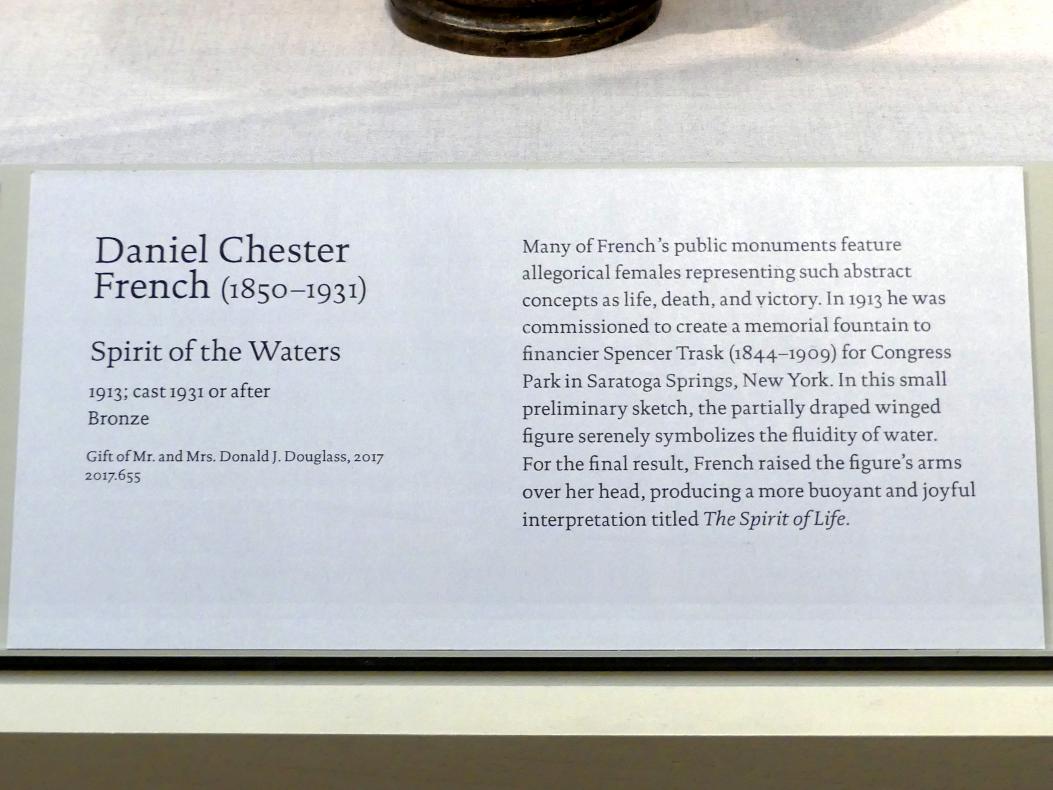 Daniel Chester
French (1850–1931)
Spirit of the Waters
1913; cast 1931 or after
Bronze
Gift of Mr. and Mrs. Donald J. Douglass, 2017
2017.655
Many of French's public monuments feature
allegorical females representing such abstract
concepts as life, death, and victory. In 1913 he was
commissioned to create a memorial fountain to
financier Spencer Trask (1844–1909) for Congress
Park in Saratoga Springs, New York. In this small
preliminary sketch, the partially draped winged
figure serenely symbolizes the fluidity of water.
For the final result, French raised the figure's arms
over her head, producing a more buoyant and joyful
interpretation titled The Spirit of Life.